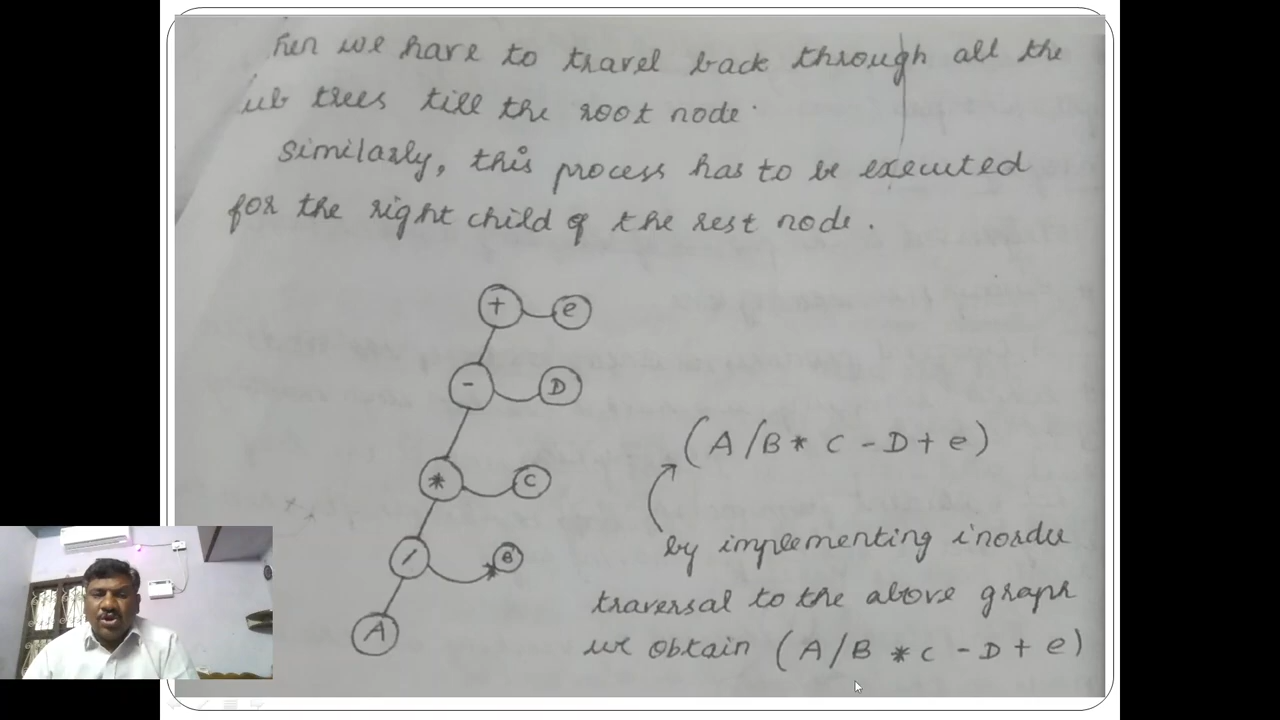 hen we have to travel back through all the
ub trees till the root node.
similarly, this process has to be executed
for the right child of the rest node.
+ e
- D
* C
(A/B * C - D + e)
/ B
by implementing inorder
traversal to the above graph
A
we obtain (A/B * C - D + e)